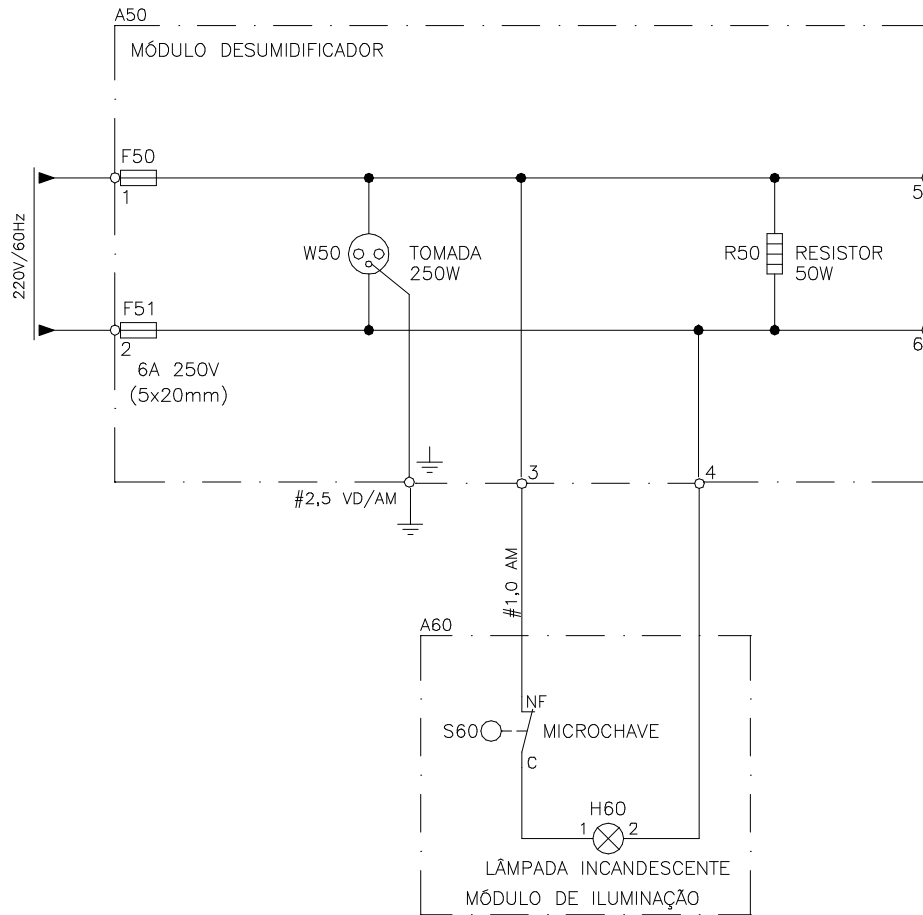 A50
MÓDULO DESUMIDIFICADOR
F50
1
5
220V/60Hz
W50
TOMADA
250W
R50
RESISTOR
50W
F51
2
6
6A 250V
(5x20mm)
3
4
#2,5 VD/AM
#1,0 AM
A60
NF
S60
MICROCHAVE
C
H60
1
2
LÂMPADA INCANDESCENTE
MÓDULO DE ILUMINAÇÃO